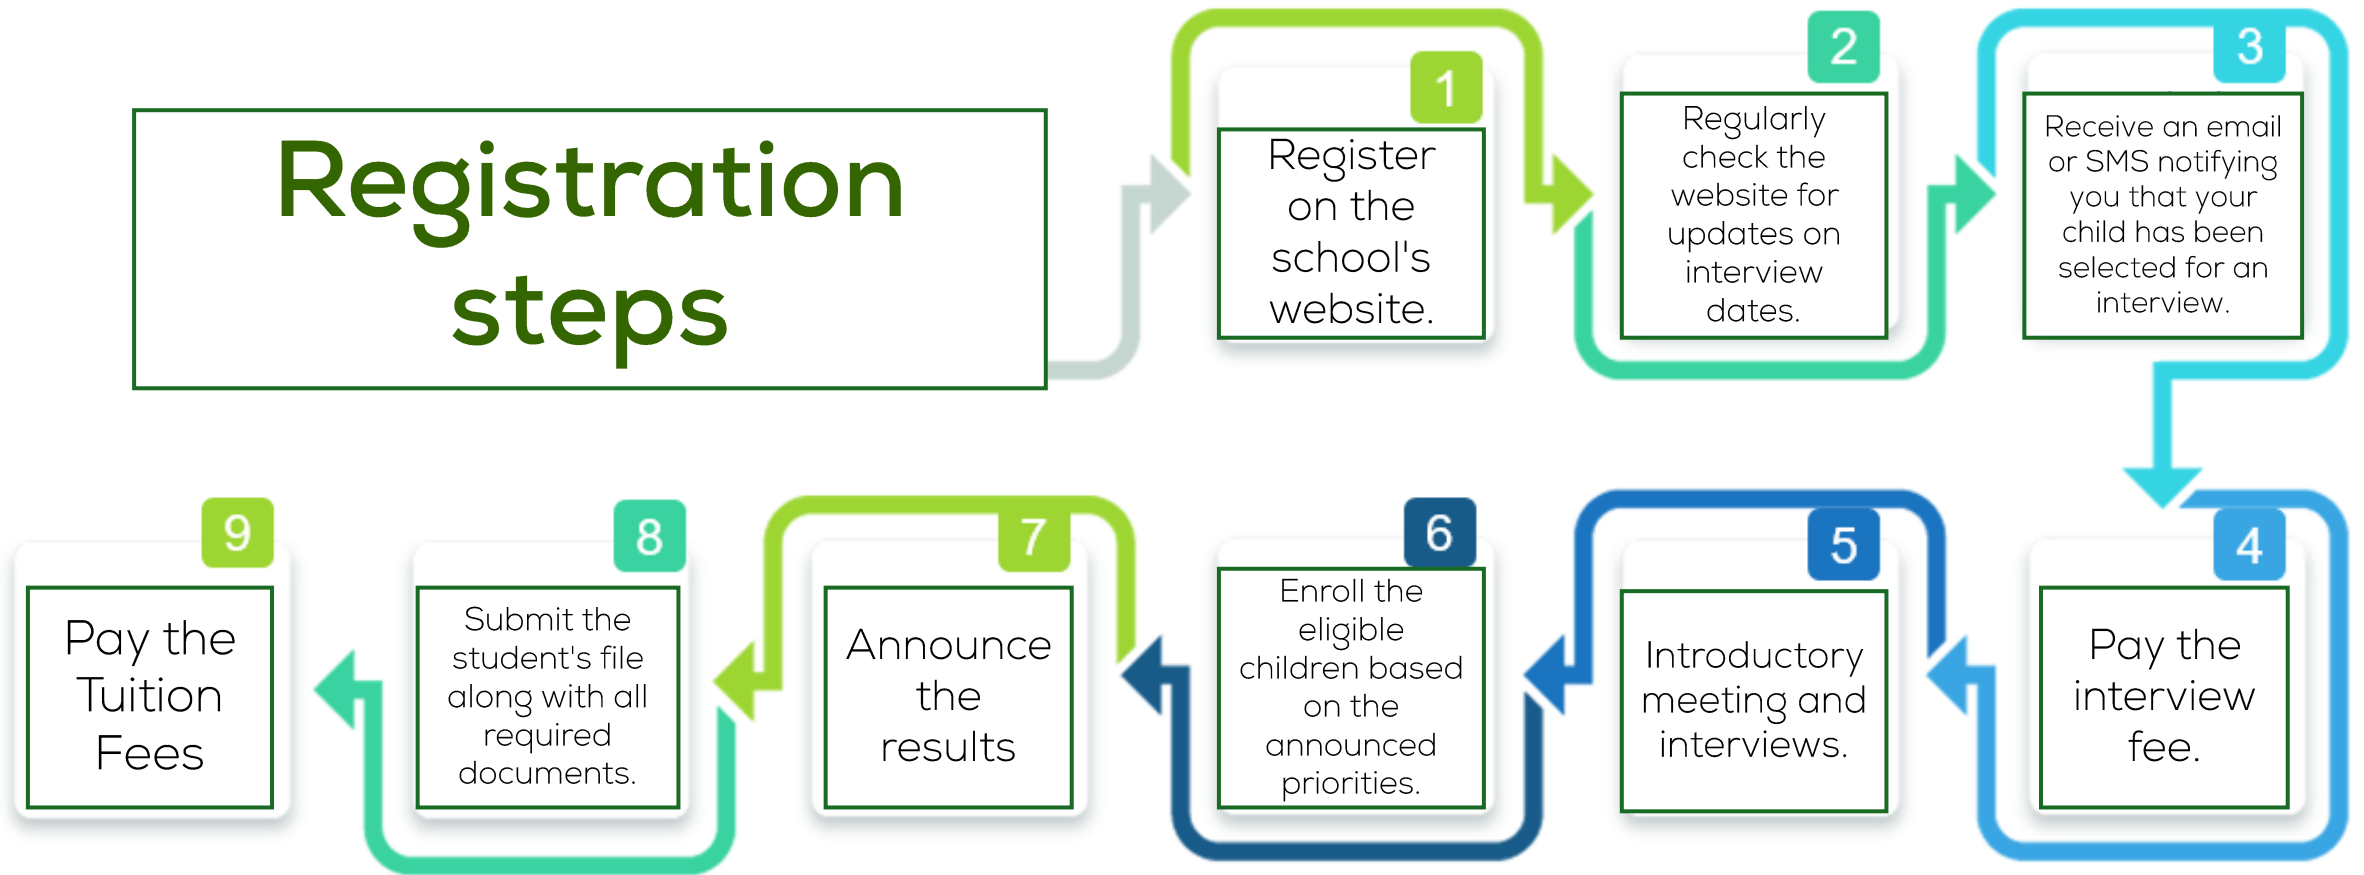 Registration
steps
1
Register
on the
school's
website.
2
Regularly
check the
website for
updates on
interview
dates.
3
Receive an email
or SMS notifying
you that your
child has been
selected for an
interview.
4
Pay the
interview
fee.
5
Introductory
meeting and
interviews.
6
Enroll the
eligible
children based
on the
announced
priorities.
7
Announce
the
results
8
Submit the
student's file
along with all
required
documents.
9
Pay the
Tuition
Fees